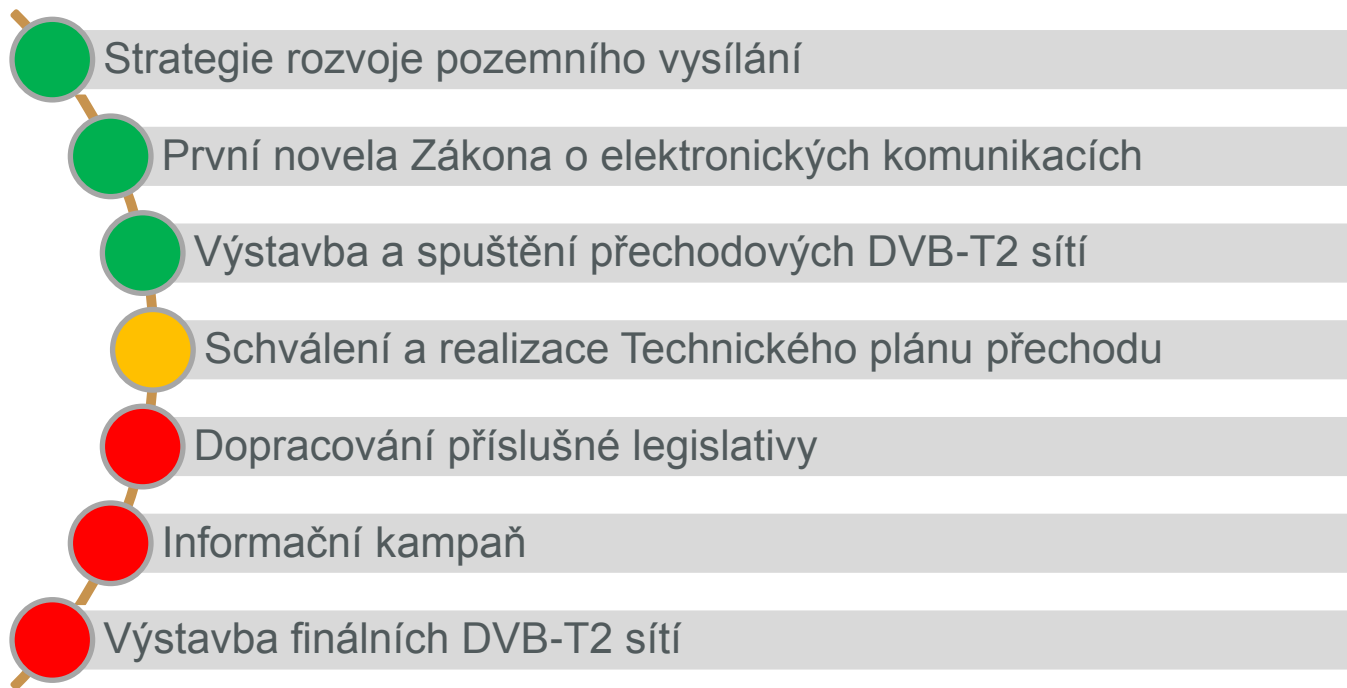 Strategie rozvoje pozemního vysílání
První novela Zákona o elektronických komunikacích
Výstavba a spuštění přechodových DVB-T2 sítí
Schválení a realizace Technického plánu přechodu
Dopracování příslušné legislativy
Informační kampaň
Výstavba finálních DVB-T2 sítí